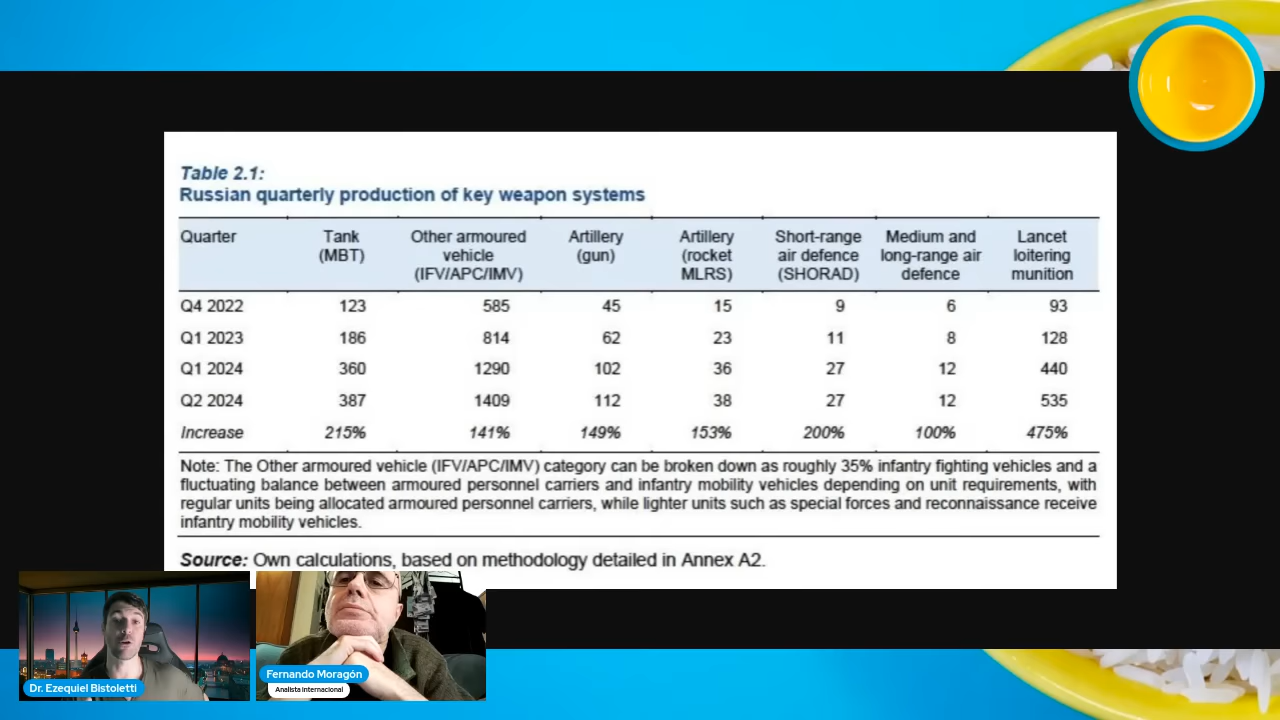 Table 2.1:
Russian quarterly production of key weapon systems
Quarter Tank (MBT) Other armoured vehicle (IFV/APC/IMV) Artillery (gun) Artillery (rocket MLRS) Short-range air defence (SHORAD) Medium and long-range air defence Lancet loitering munition
Q4 2022 123 585 45 15 9 6 93
Q1 2023 186 814 62 23 11 8 128
Q1 2024 360 1290 102 36 27 12 440
Q2 2024 387 1409 112 38 27 12 535
Increase 215% 141% 149% 153% 200% 100% 475%
Note: The Other armoured vehicle (IFV/APC/IMV) category can be broken down as roughly 35% infantry fighting vehicles and a
fluctuating balance between armoured personnel carriers and infantry mobility vehicles depending on unit requirements, with
regular units being allocated armoured personnel carriers, while lighter units such as special forces and reconnaissance receive
infantry mobility vehicles.
Source: Own calculations, based on methodology detailed in Annex A2.
Dr. Ezequiel Bistoletti
Fernando Moragón
Analista Internacional